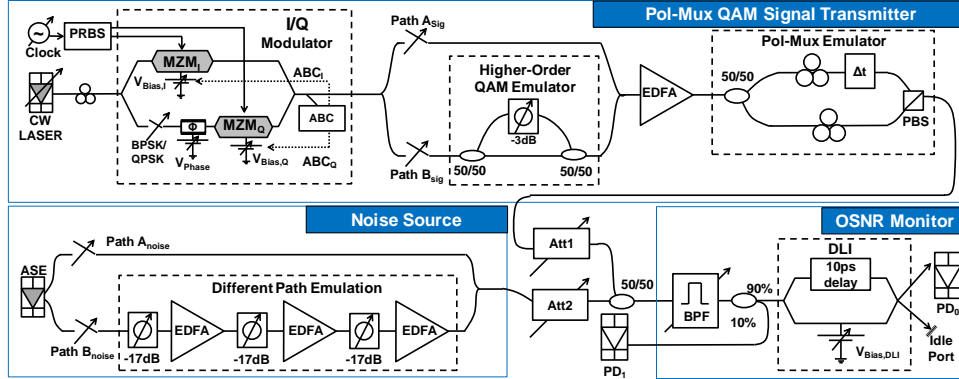 Pol-Mux QAM Signal Transmitter
I/Q
Modulator
PRBS
Clock
MZM_I
V_Bias,I
ABC_I
ABC
CW
LASER
BPSK/
QPSK
Φ
V_Phase
MZM_Q
V_Bias,Q
ABC_Q
Path A_Sig
Path B_sig
Higher-Order
QAM Emulator
-3dB
50/50
50/50
EDFA
Pol-Mux Emulator
50/50
Δt
PBS
Noise Source
ASE
Path A_noise
Path B_noise
Different Path Emulation
-17dB
EDFA
-17dB
EDFA
-17dB
EDFA
Att1
Att2
50/50
PD_1
OSNR Monitor
BPF
90%
10%
DLI
10ps
delay
V_Bias,DLI
PD_0
Idle
Port